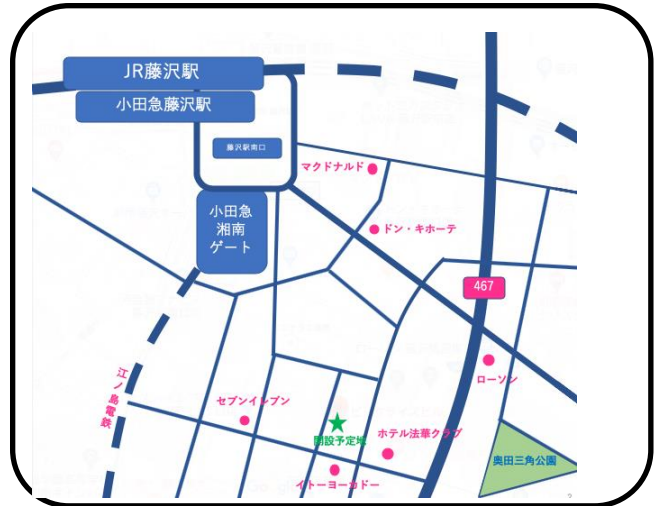 JR藤沢駅
小田急藤沢駅
藤沢駅南口
マクドナルド
小田急
湘南
ゲート
ドン・キホーテ
467
ローソン
江ノ島電鉄
セブンイレブン
開設予定地
ホテル法華クラブ
奥田三角公園
イトーヨーカドー